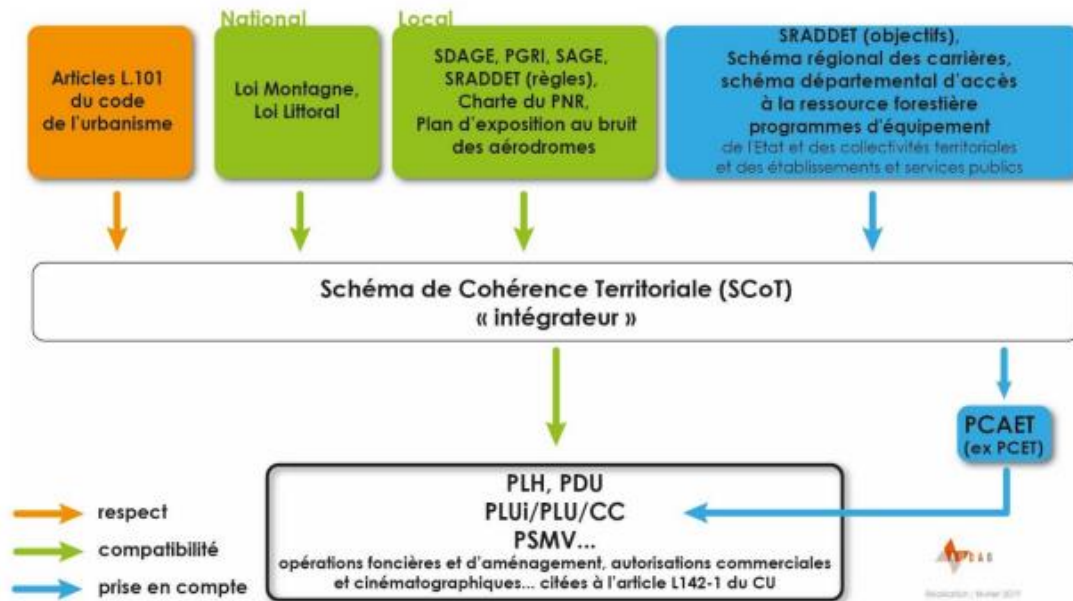 National
Local
Articles L.101
du code
de l'urbanisme
Loi Montagne,
Loi Littoral
SDAGE, PGRI, SAGE,
SRADDET (règles),
Charte du PNR,
Plan d'exposition au bruit
des aérodromes
SRADDET (objectifs),
Schéma régional des carrières,
schéma départemental d'accès
à la ressource forestière
programmes d'équipement
de l'Etat et des collectivités territoriales
et des établissements et services publics
Schéma de Cohérence Territoriale (SCoT)
« intégrateur »
PCAET
(ex PCET)
PLH, PDU
PLUi/PLU/CC
PSMV...
opérations foncières et d'aménagement, autorisations commerciales
et cinématographiques... citées à l'article L142-1 du CU
respect
compatibilité
prise en compte
Réalisation : février